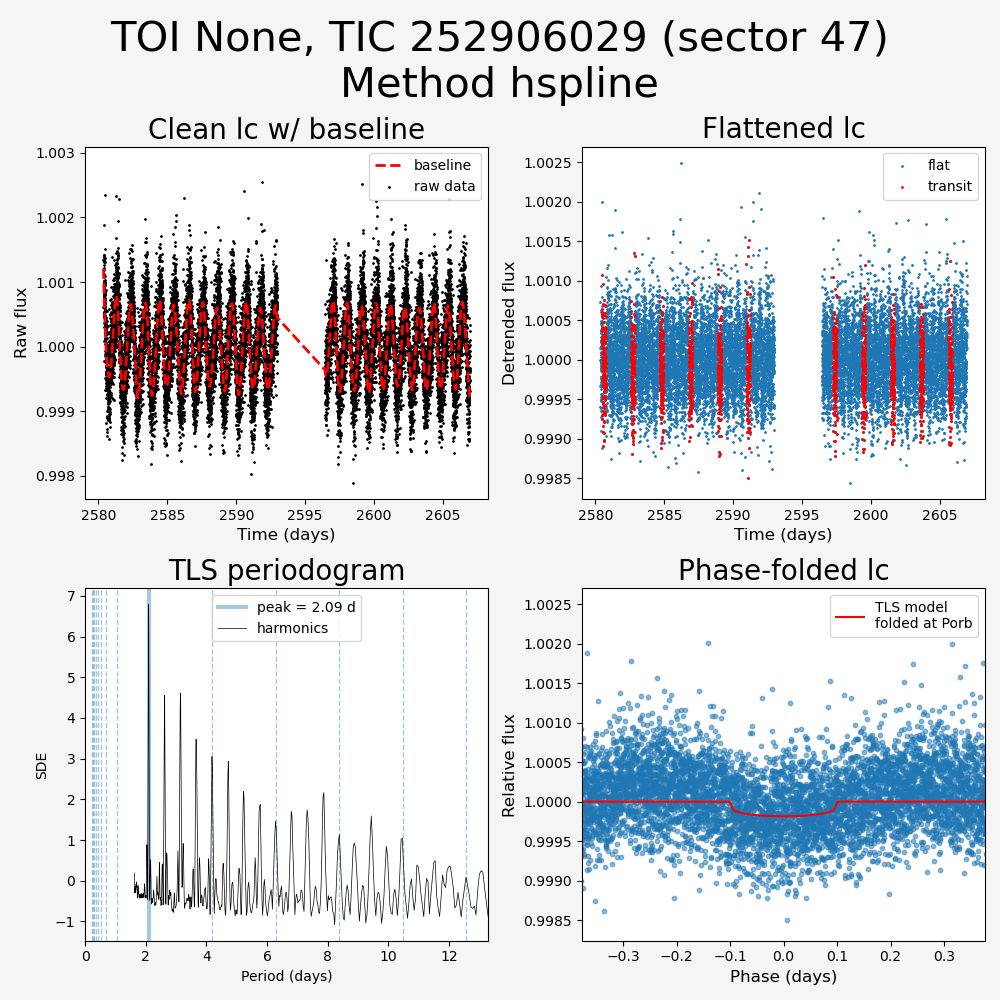 TOI None, TIC 252906029 (sector 47)
Method hspline
Clean lc w/ baseline
Flattened lc
1.003
1.002
1.001
1.000
0.999
0.998
Raw flux
baseline
raw data
2580
2585
2590
2595
2600
2605
Time (days)
1.0025
1.0020
1.0015
1.0010
1.0005
1.0000
0.9995
0.9990
0.9985
Detrended flux
flat
transit
2580
2585
2590
2595
2600
2605
Time (days)
TLS periodogram
Phase-folded lc
7
6
5
4
3
2
1
0
−1
SDE
peak = 2.09 d
harmonics
0
2
4
6
8
10
12
Period (days)
1.0025
1.0020
1.0015
1.0010
1.0005
1.0000
0.9995
0.9990
0.9985
Relative flux
TLS model
folded at Porb
−0.3
−0.2
−0.1
0.0
0.1
0.2
0.3
Phase (days)